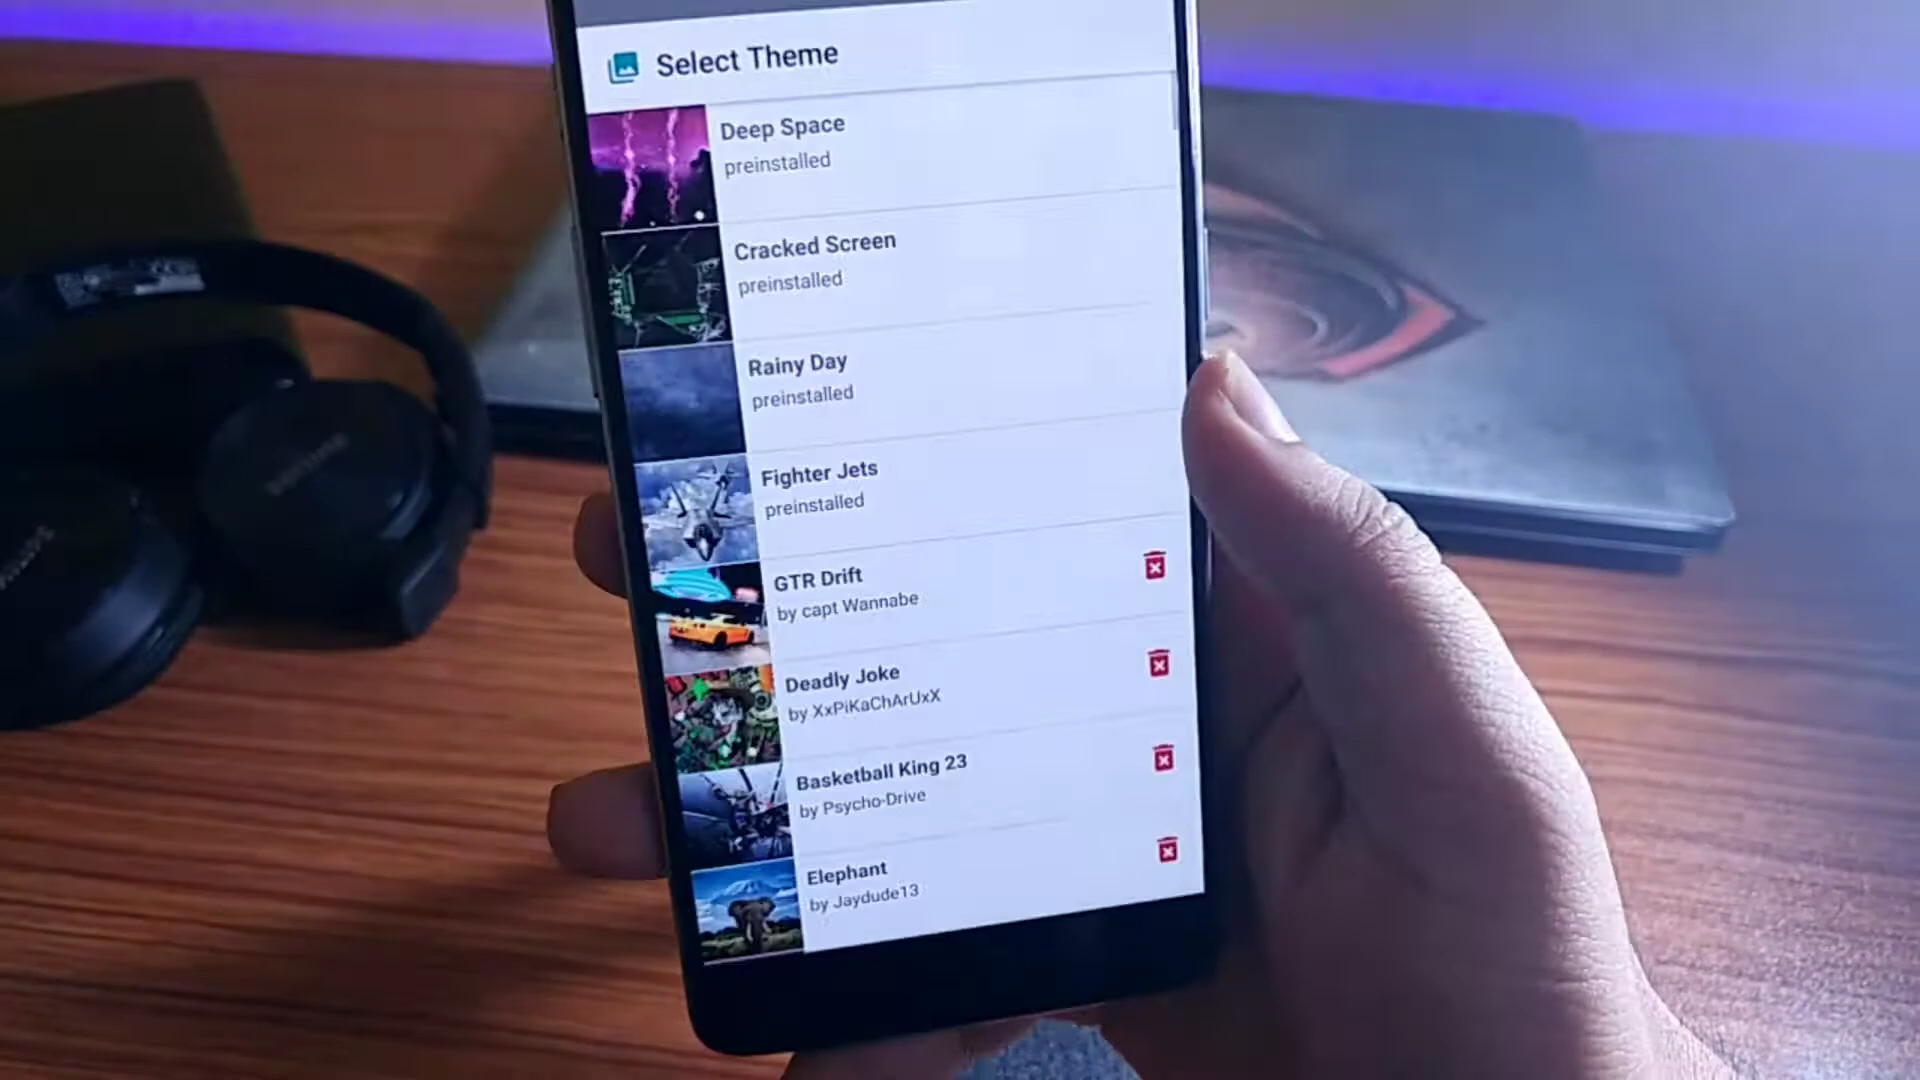 Select Theme
Deep Space
preinstalled
Cracked Screen
preinstalled
Rainy Day
preinstalled
Fighter Jets
preinstalled
GTR Drift
by capt Wannabe
Deadly Joke
by XxPiKaChArUxX
Basketball King 23
by Psycho-Drive
Elephant
by Jaydude13